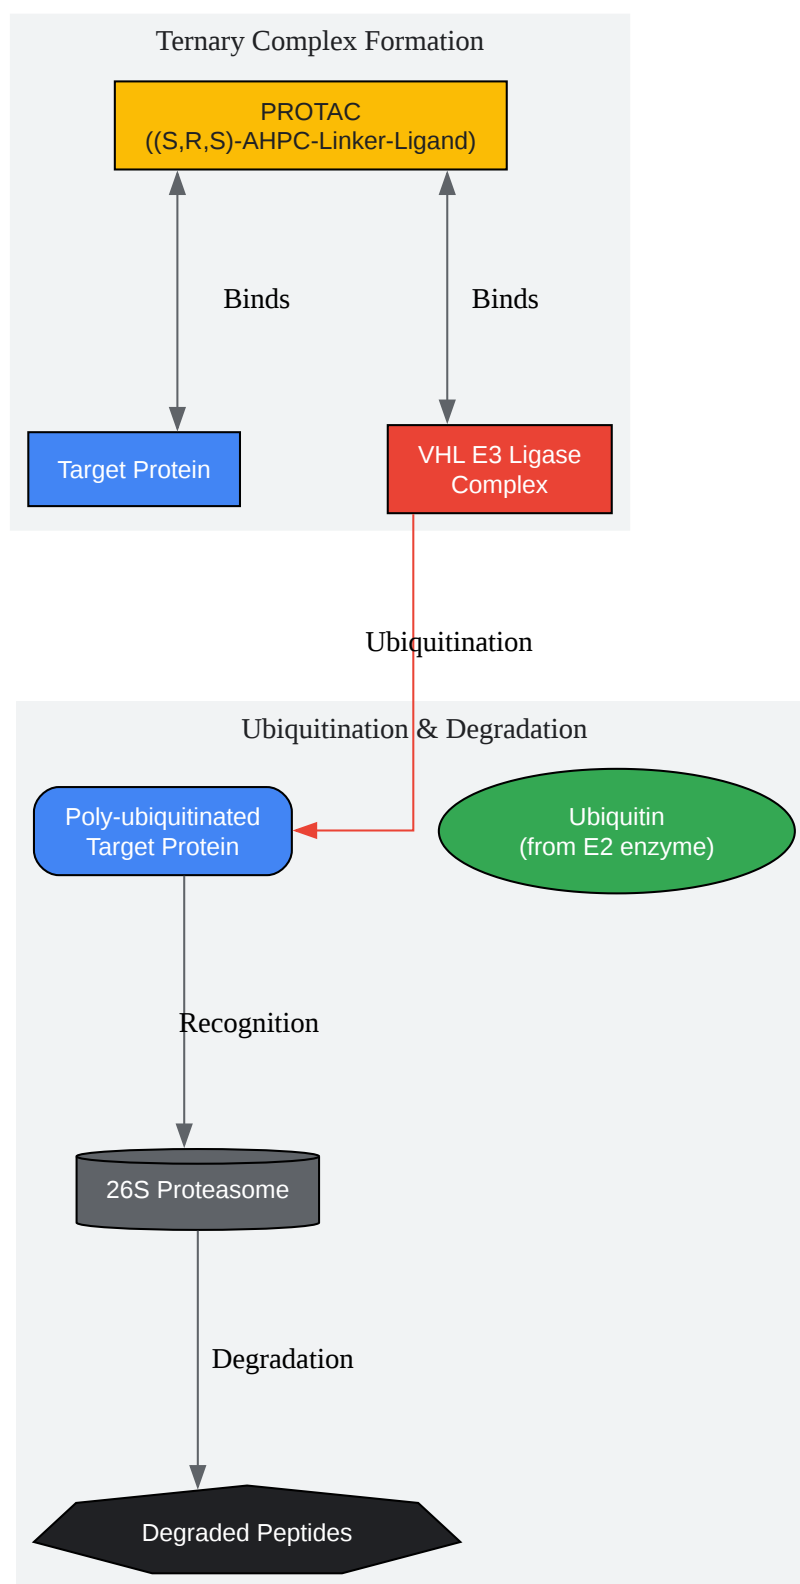 Ternary Complex Formation
PROTAC
((S,R,S)-AHPC-Linker-Ligand)
Binds
Binds
Target Protein
VHL E3 Ligase
Complex
Ubiquitination
Ubiquitination & Degradation
Poly-ubiquitinated
Target Protein
Ubiquitin
(from E2 enzyme)
Recognition
26S Proteasome
Degradation
Degraded Peptides